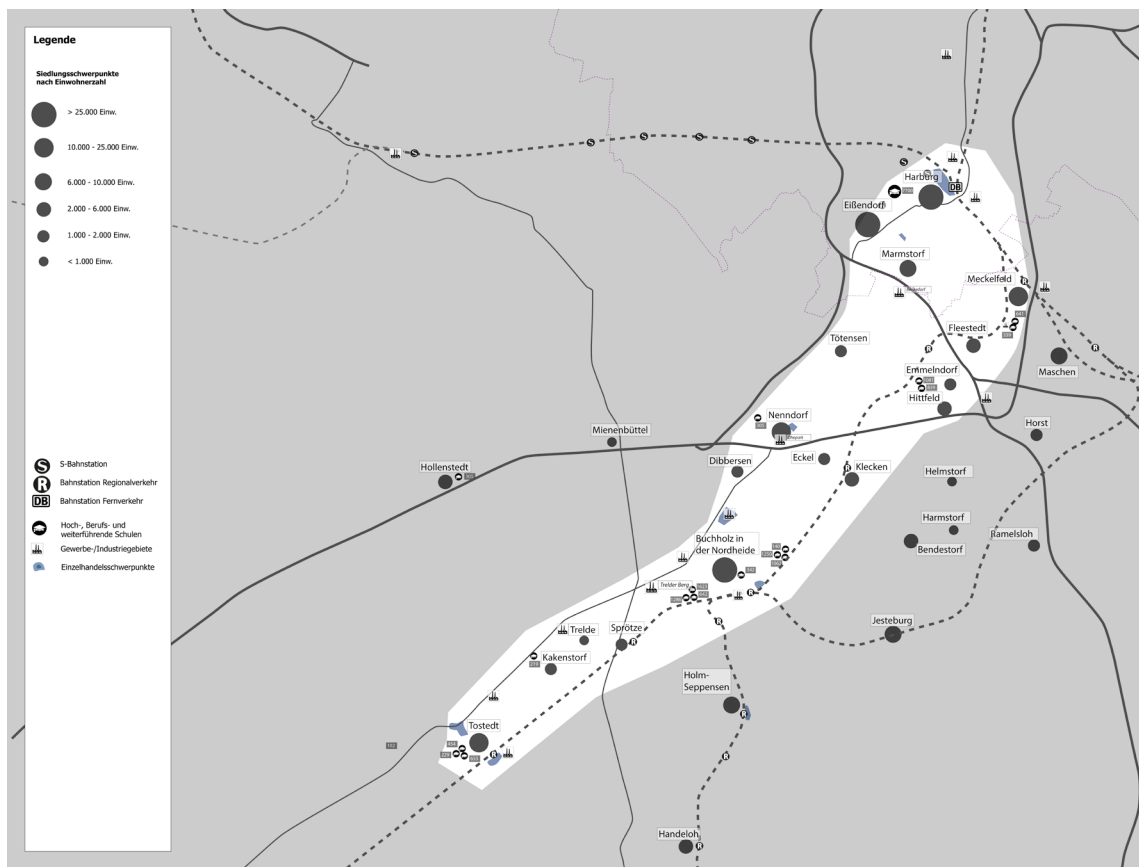 Legende
Siedlungsschwerpunkte
nach Einwohnerzahl
> 25.000 Einw.
10.000 - 25.000 Einw.
6.000 - 10.000 Einw.
2.000 - 6.000 Einw.
1.000 - 2.000 Einw.
< 1.000 Einw.
S S-Bahnstation
R Bahnstation Regionalverkehr
DB Bahnstation Fernverkehr
Hoch-, Berufs- und
weiterführende Schulen
Gewerbe-/Industriegebiete
Einzelhandelsschwerpunkte
S
S
S
S
S
S
Harburg
DB
Eißendorf
Marmstorf
Meckelfeld
R
Fleestedt
R
Tötensen
R
Maschen
Emmelndorf
Hittfeld
Nenndorf
Mienenbüttel
Horst
Dibbersen
Eckel
Klecken
R
Hollenstedt
Helmstorf
Harmstorf
Bendestorf
Ramelsloh
Buchholz in
der Nordheide
Trelder Berg
R
R
Jesteburg
Trelde
Sprötze
R
Kakenstorf
Holm-
Seppensen
R
Tostedt
R
R
Handeloh
R